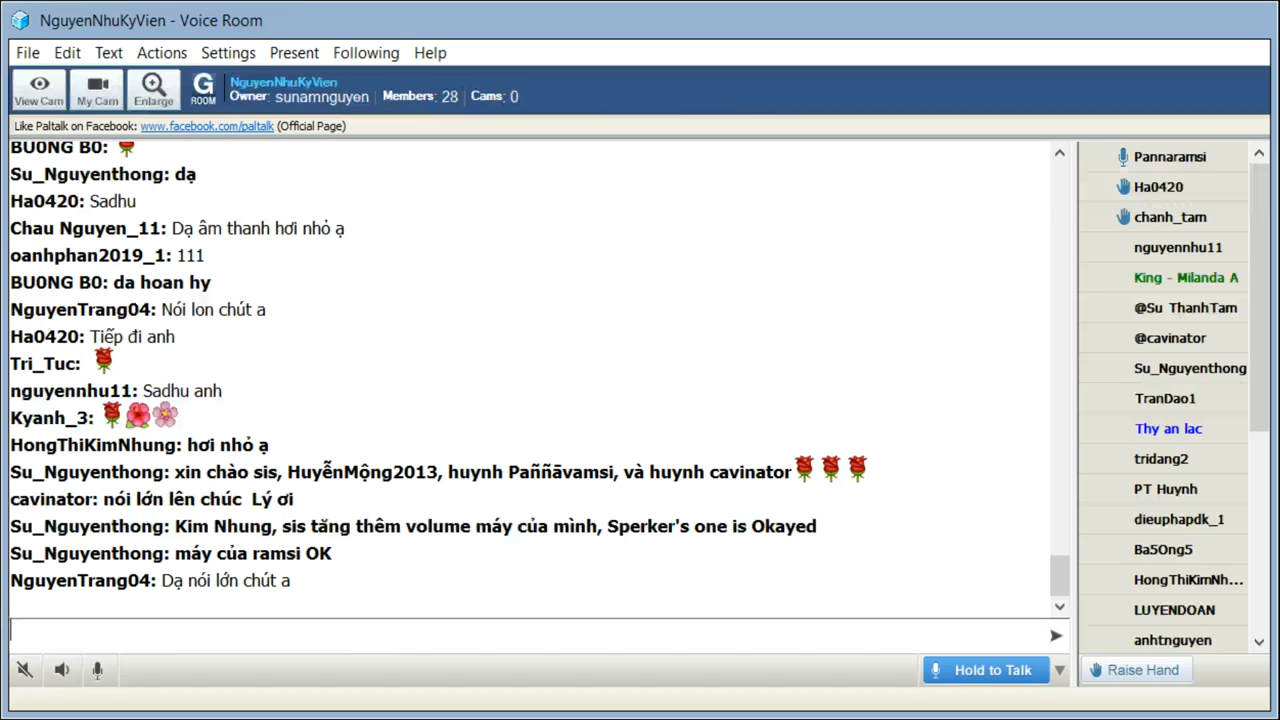 NguyenNhuKyVien - Voice Room
File Edit Text Actions Settings Present Following Help
View Cam My Cam Enlarge G ROOM
NguyenNhuKyVien
Owner: sunamnguyen Members: 28 Cams: 0
Like Paltalk on Facebook: www.facebook.com/paltalk (Official Page)
BU0NG B0:
Su_Nguyenthong: dạ
Ha0420: Sadhu
Chau Nguyen_11: Dạ âm thanh hơi nhỏ ạ
oanhphan2019_1: 111
BU0NG B0: da hoan hy
NguyenTrang04: Nói lon chút a
Ha0420: Tiếp đi anh
Tri_Tuc:
nguyennhu11: Sadhu anh
Kyanh_3:
HongThiKimNhung: hơi nhỏ ạ
Su_Nguyenthong: xin chào sis, HuyễnMộng2013, huynh Paññāvamsi, và huynh cavinator
cavinator: nói lớn lên chúc  Lý ơi
Su_Nguyenthong: Kim Nhung, sis tăng thêm volume máy của mình, Sperker's one is Okayed
Su_Nguyenthong: máy của ramsi OK
NguyenTrang04: Dạ nói lớn chút a
Hold to Talk
Pannaramsi
Ha0420
chanh_tam
nguyennhu11
King - Milanda A
@Su ThanhTam
@cavinator
Su_Nguyenthong
TranDao1
Thy an lac
tridang2
PT Huynh
dieuphapdk_1
Ba5Ong5
HongThiKimNh...
LUYENDOAN
anhtnguyen
Raise Hand